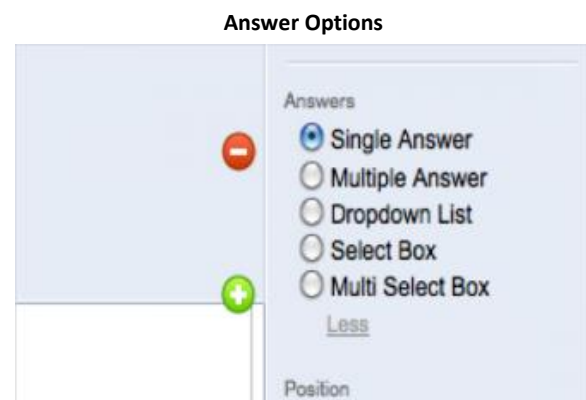 Answer Options
Answers
Single Answer
Multiple Answer
Dropdown List
Select Box
Multi Select Box
Less
Position